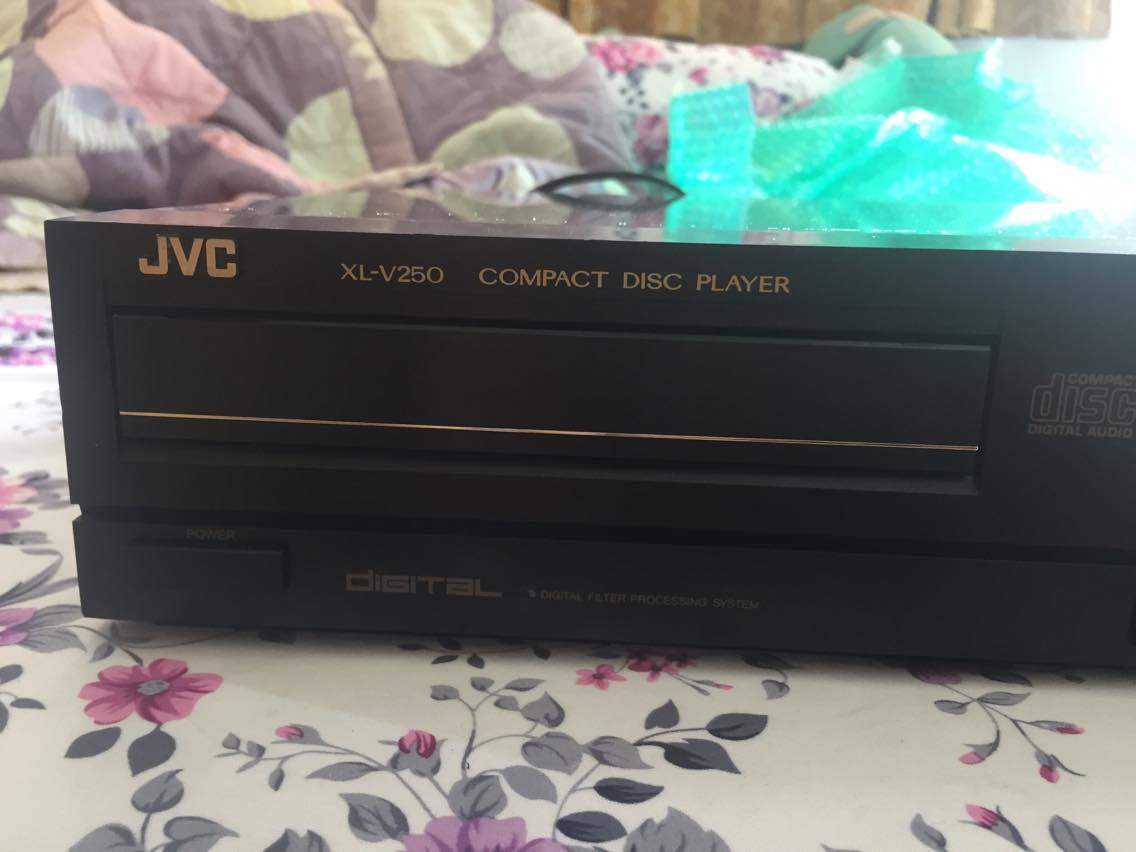 JVC
XL-V250 COMPACT DISC PLAYER
COMPACT
disc
DIGITAL AUDIO
POWER
DIGITAL
DIGITAL FILTER PROCESSING SYSTEM